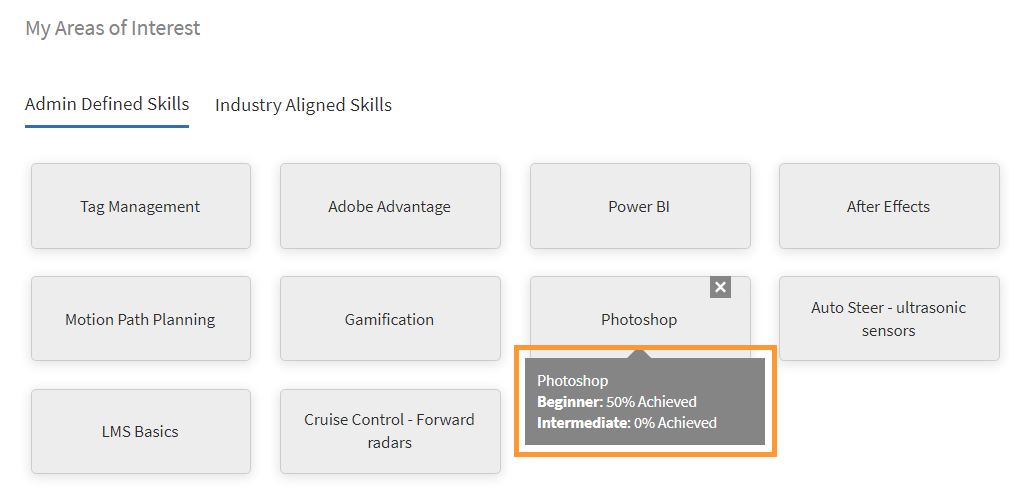 My Areas of Interest
Admin Defined Skills
Industry Aligned Skills
Tag Management
Adobe Advantage
Power BI
After Effects
Motion Path Planning
Gamification
Photoshop
Auto Steer - ultrasonic
sensors
Photoshop
Beginner: 50% Achieved
Intermediate: 0% Achieved
LMS Basics
Cruise Control - Forward
radars